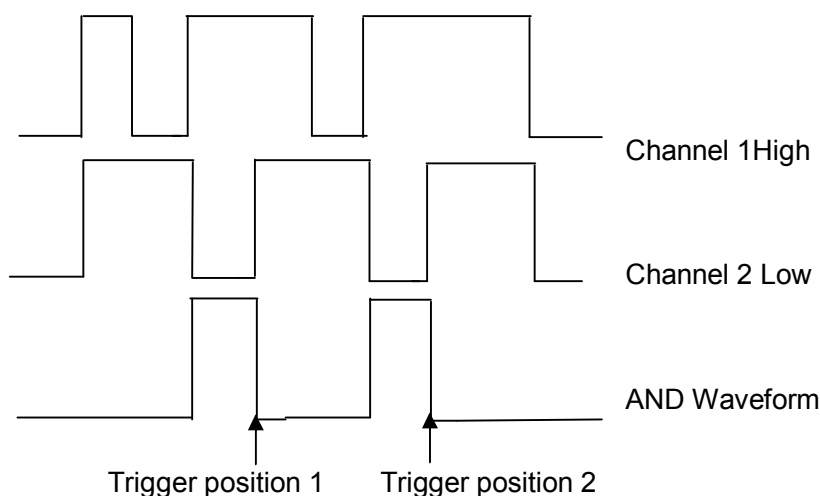 Channel 1High
Channel 2 Low
AND Waveform
Trigger position 1
Trigger position 2